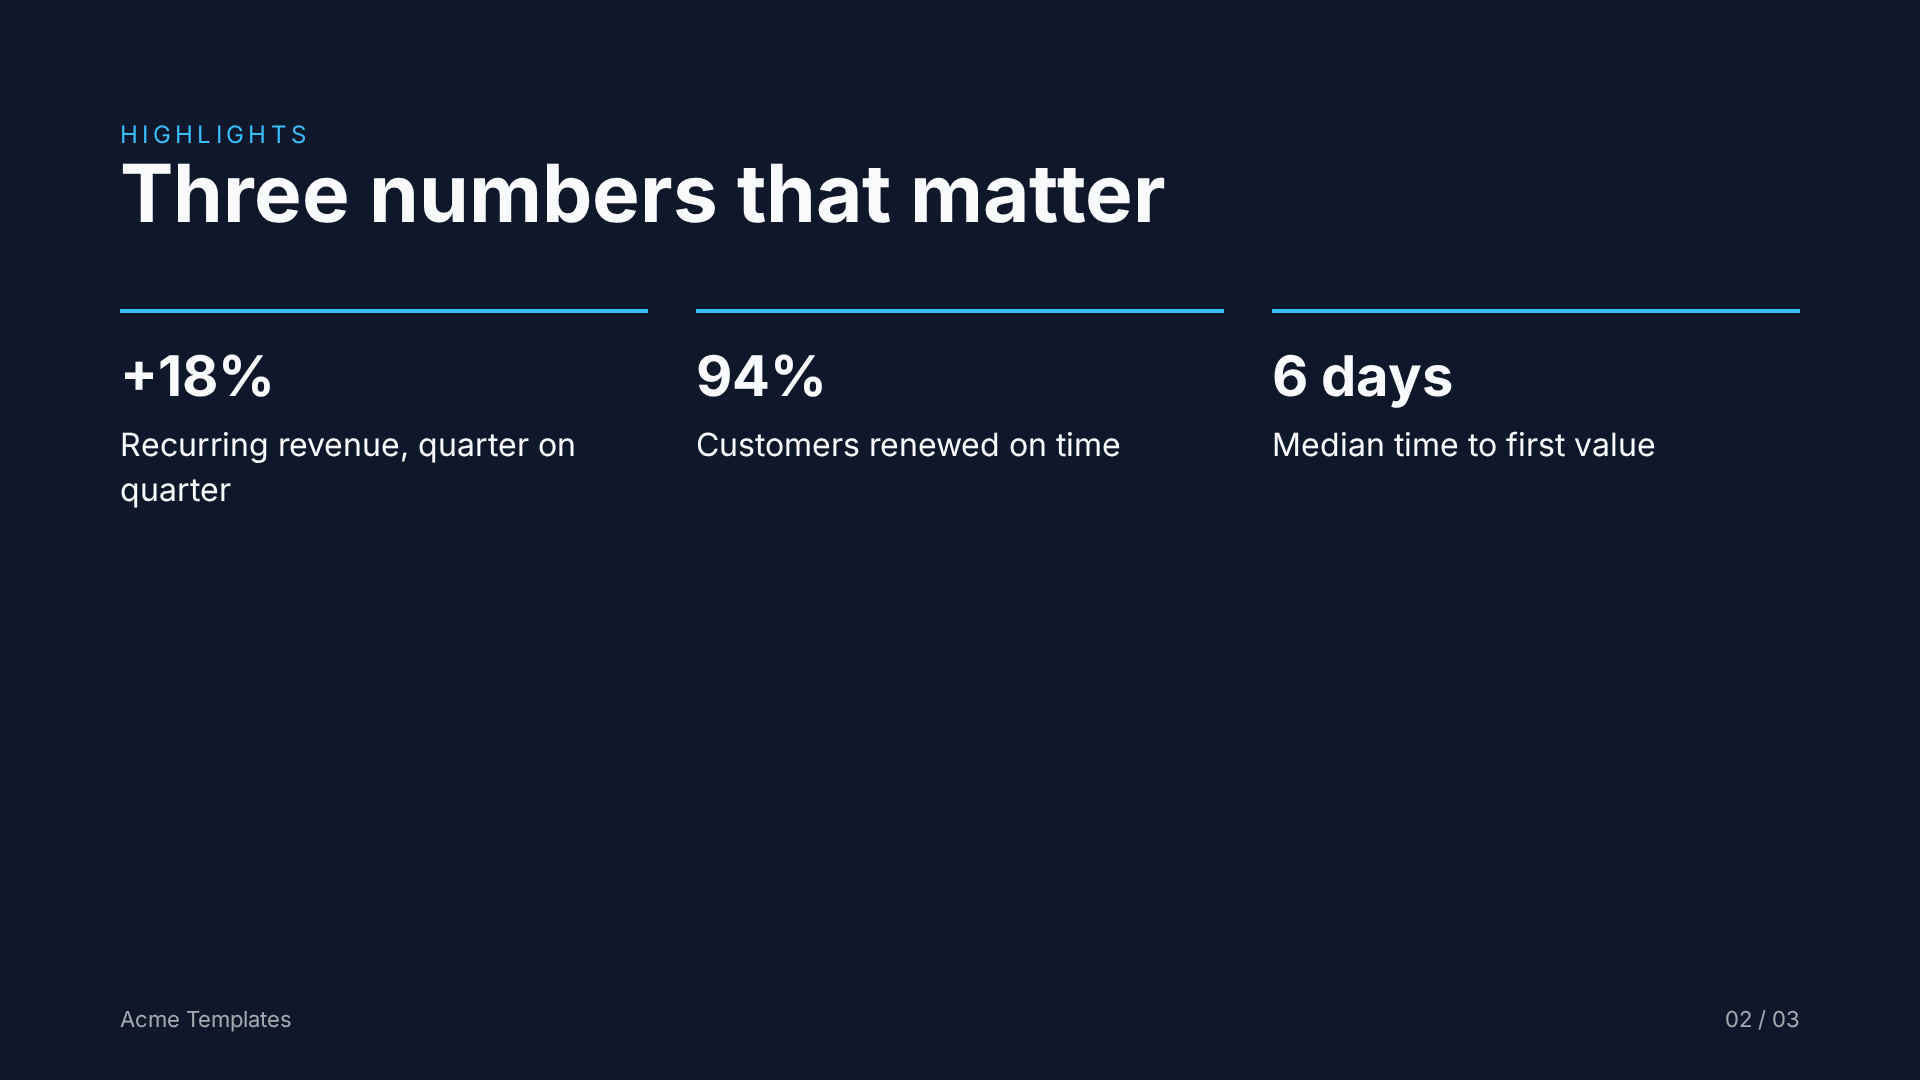 HIGHLIGHTS
Three numbers that matter
+18%
Recurring revenue, quarter on
quarter
94%
Customers renewed on time
6 days
Median time to first value
Acme Templates
02 / 03